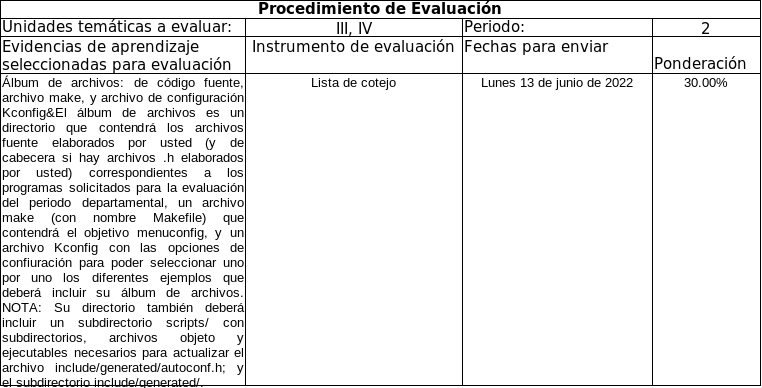 Procedimiento de Evaluación
Unidades temáticas a evaluar: III, IV Periodo: 2
Evidencias de aprendizaje seleccionadas para evaluación Instrumento de evaluación Fechas para enviar Ponderación
Álbum de archivos: de código fuente, Lista de cotejo Lunes 13 de junio de 2022 30.00%
archivo make, y archivo de configuración
Kconfig&El álbum de archivos es un
directorio que contendrá los archivos
fuente elaborados por usted (y de
cabecera si hay archivos .h elaborados
por usted) correspondientes a los
programas solicitados para la evaluación
del periodo departamental, un archivo
make (con nombre Makefile) que
contendrá el objetivo menuconfig, y un
archivo Kconfig con las opciones de
confiuración para poder seleccionar uno
por uno los diferentes ejemplos que
deberá incluir su álbum de archivos.
NOTA: Su directorio también deberá
incluir un subdirectorio scripts/ con
subdirectorios, archivos objeto y
ejecutables necesarios para actualizar el
archivo include/generated/autoconf.h; y
el subdirectorio include/generated/.